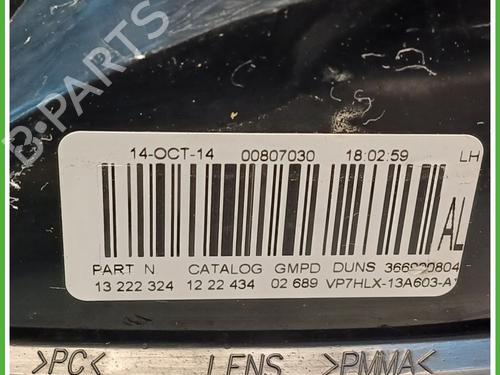 B-PARTS
14-OCT-14 00807030 18:02:59 LH
AL
PART N CATALOG GMPD DUNS
13 222 324 12 22 434 02 689 VP7HLX-13A603-A
>PC< LENS >PMMA<